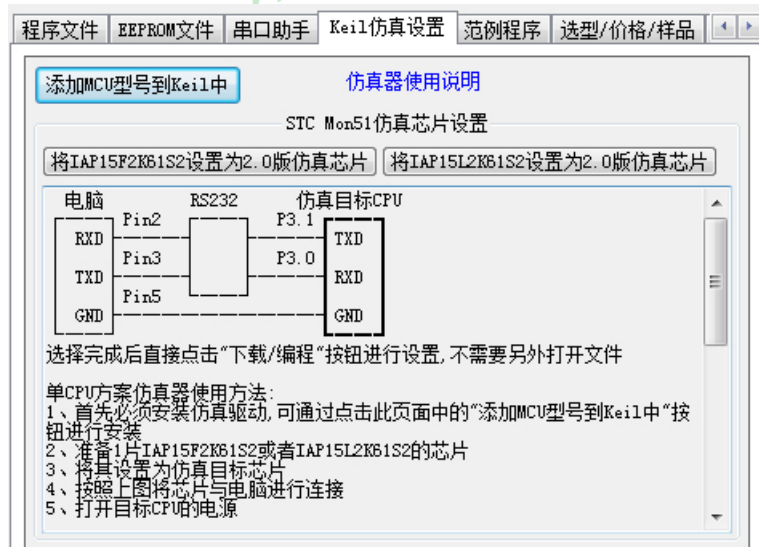 程序文件 EEPROM文件 串口助手 Keil仿真设置 范例程序 选型/价格/样品
添加MCU型号到Keil中 仿真器使用说明
STC Mon51仿真芯片设置
将IAP15F2K61S2设置为2.0版仿真芯片 将IAP15L2K61S2设置为2.0版仿真芯片
电脑 RS232 仿真目标CPU
Pin2 P3.1
RXD TXD
Pin3 P3.0
TXD RXD
Pin5
GND GND
选择完成后直接点击“下载/编程“按钮进行设置,不需要另外打开文件
单CPU方案仿真器使用方法:
1、首先必须安装仿真驱动,可通过点击此页面中的“添加MCU型号到Keil中“按
钮进行安装
2、准备1片IAP15F2K61S2或者IAP15L2K61S2的芯片
3、将其设置为仿真目标芯片
4、按照上图将芯片与电脑进行连接
5、打开目标CPU的电源